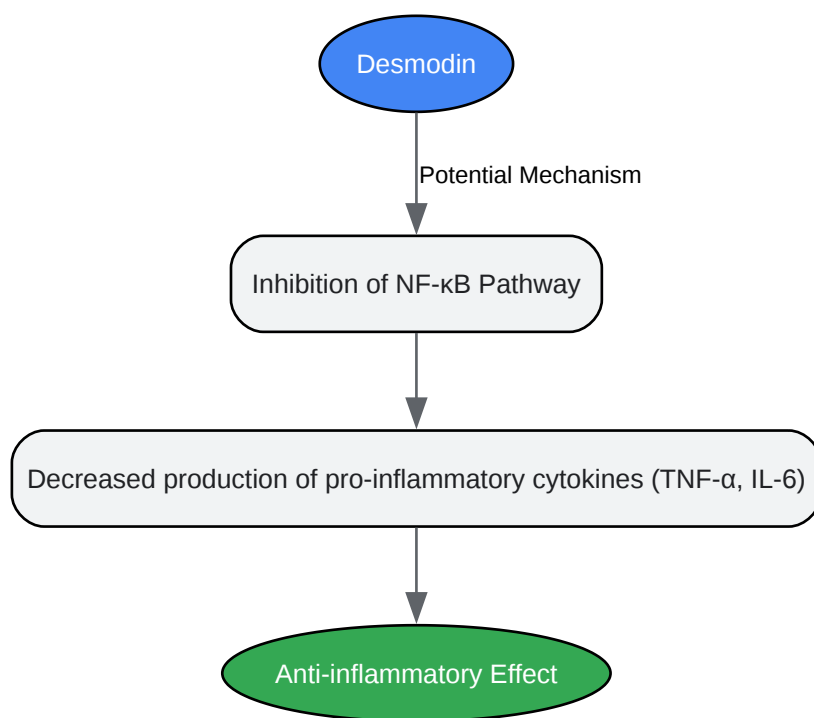 Desmodin
Potential Mechanism
Inhibition of NF-κB Pathway
Decreased production of pro-inflammatory cytokines (TNF-α, IL-6)
Anti-inflammatory Effect